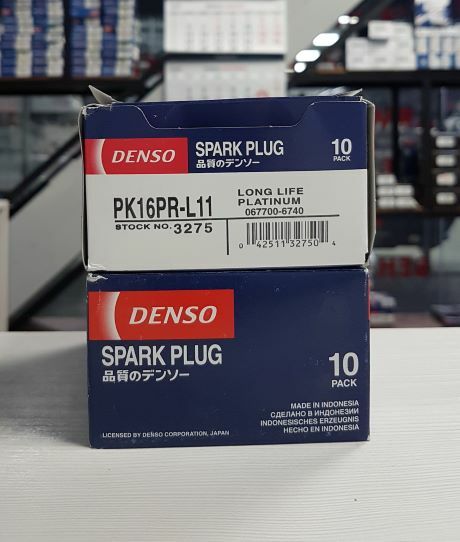 DENSO
SPARK PLUG
品質のデンソー
10
PACK
PK16PR-L11
STOCK NO. 3275
LONG LIFE
PLATINUM
067700-6740
0 42511 32750 4
DENSO
SPARK PLUG
品質のデンソー
10
PACK
MADE IN INDONESIA
СДЕЛАНО В ИНДОНЕЗИИ
INDONESISCHES ERZEUGNIS
HECHO EN INDONESIA
LICENSED BY DENSO CORPORATION, JAPAN